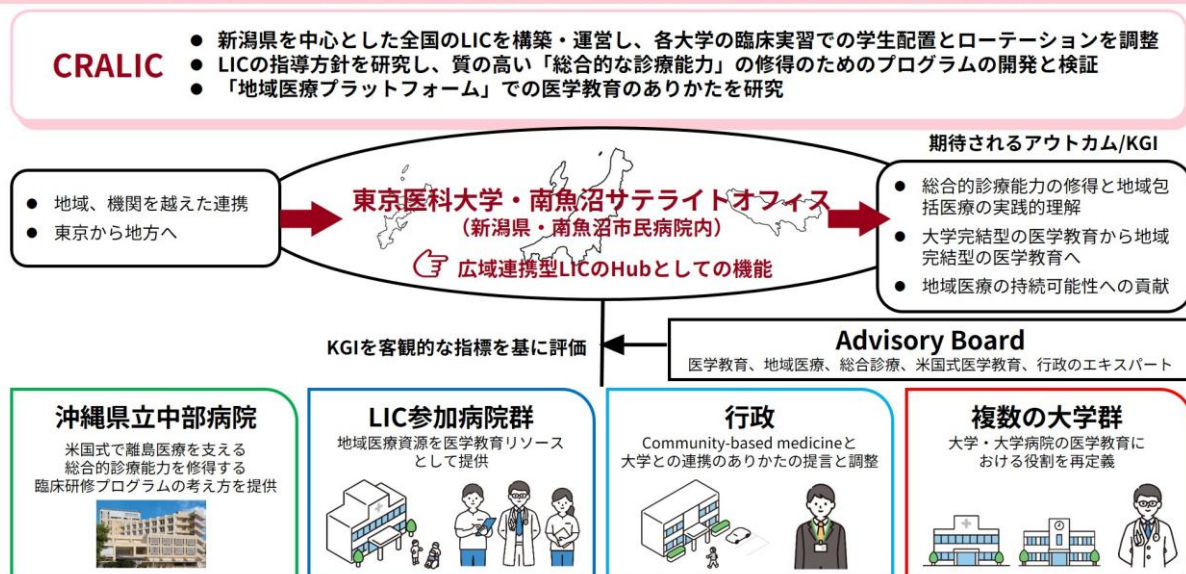 CRALIC
● 新潟県を中心とした全国のLICを構築・運営し、各大学の臨床実習での学生配置とローテーションを調整
● LICの指導方針を研究し、質の高い「総合的な診療能力」の修得のためのプログラムの開発と検証
● 「地域医療プラットフォーム」での医学教育のありかたを研究
● 地域、機関を越えた連携
● 東京から地方へ
東京医科大学・南魚沼サテライトオフィス
（新潟県・南魚沼市民病院内）
広域連携型LICのHubとしての機能
期待されるアウトカム/KGI
● 総合的診療能力の修得と地域包
括医療の実践的理解
● 大学完結型の医学教育から地域
完結型の医学教育へ
● 地域医療の持続可能性への貢献
KGIを客観的な指標を基に評価
Advisory Board
医学教育、地域医療、総合診療、米国式医学教育、行政のエキスパート
沖縄県立中部病院
米国式で離島医療を支える
総合的診療能力を修得する
臨床研修プログラムの考え方を提供
LIC参加病院群
地域医療資源を医学教育リソース
として提供
行政
Community-based medicineと
大学との連携のありかたの提言と調整
複数の大学群
大学・大学病院の医学教育に
おける役割を再定義